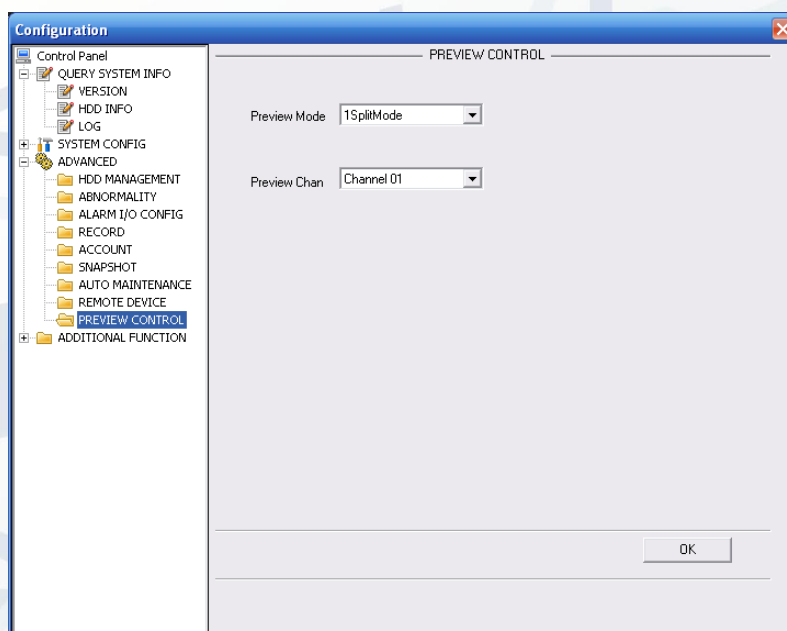 Configuration
Control Panel
QUERY SYSTEM INFO
VERSION
HDD INFO
LOG
SYSTEM CONFIG
ADVANCED
HDD MANAGEMENT
ABNORMALITY
ALARM I/O CONFIG
RECORD
ACCOUNT
SNAPSHOT
AUTO MAINTENANCE
REMOTE DEVICE
PREVIEW CONTROL
ADDITIONAL FUNCTION
PREVIEW CONTROL
Preview Mode 1SplitMode
Preview Chan Channel 01
OK